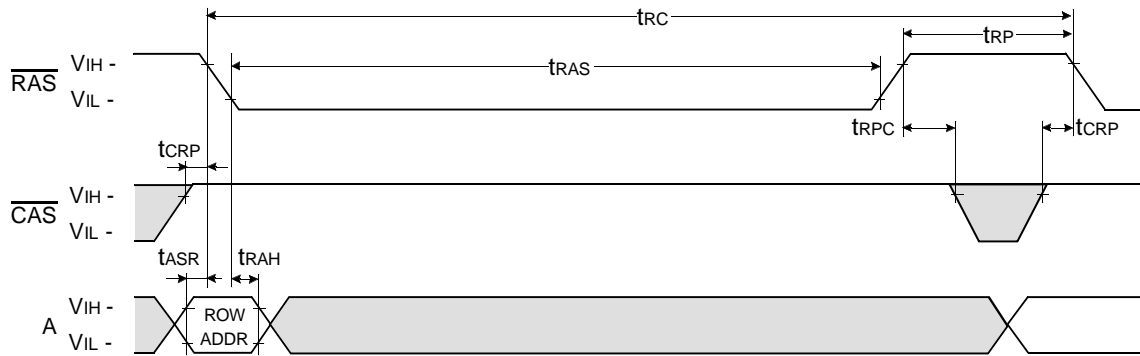 tRC
tRP
VIH -
RAS
tRAS
VIL -
tRPC
tCRP
tCRP
VIH -
CAS
VIL -
tASR
tRAH
VIH -
ROW
A
ADDR
VIL -